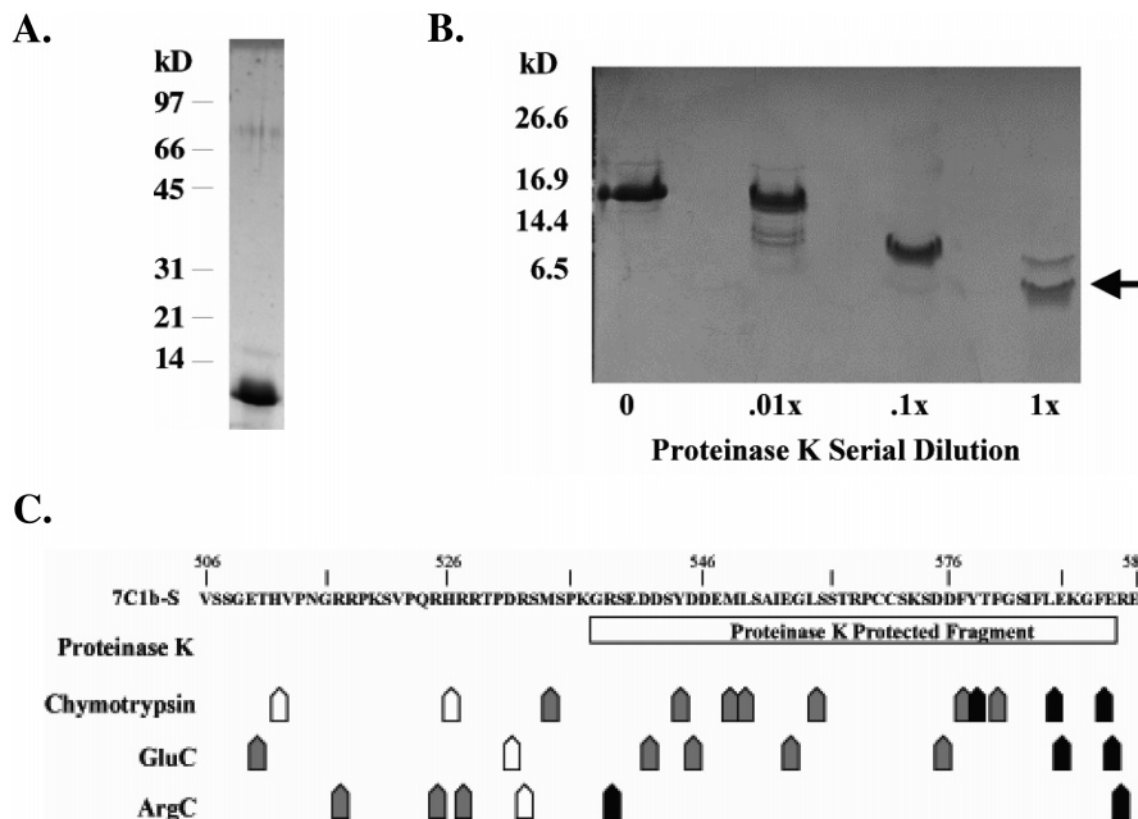 A.
kD
97
66
45
31
21
14
B.
kD
26.6
16.9
14.4
6.5
0 .01x .1x 1x
Proteinase K Serial Dilution
C.
506 526 546 576 58
7C1b-S VSSGETHVPNGRRPKSVPQRHRRTPDRSMSPKGRSEDDSYDDEMLSAIEGLSSTRPCCSKSDDFYTFGSIFLEKGFER
Proteinase K Proteinase K Protected Fragment
Chymotrypsin
GluC
ArgC